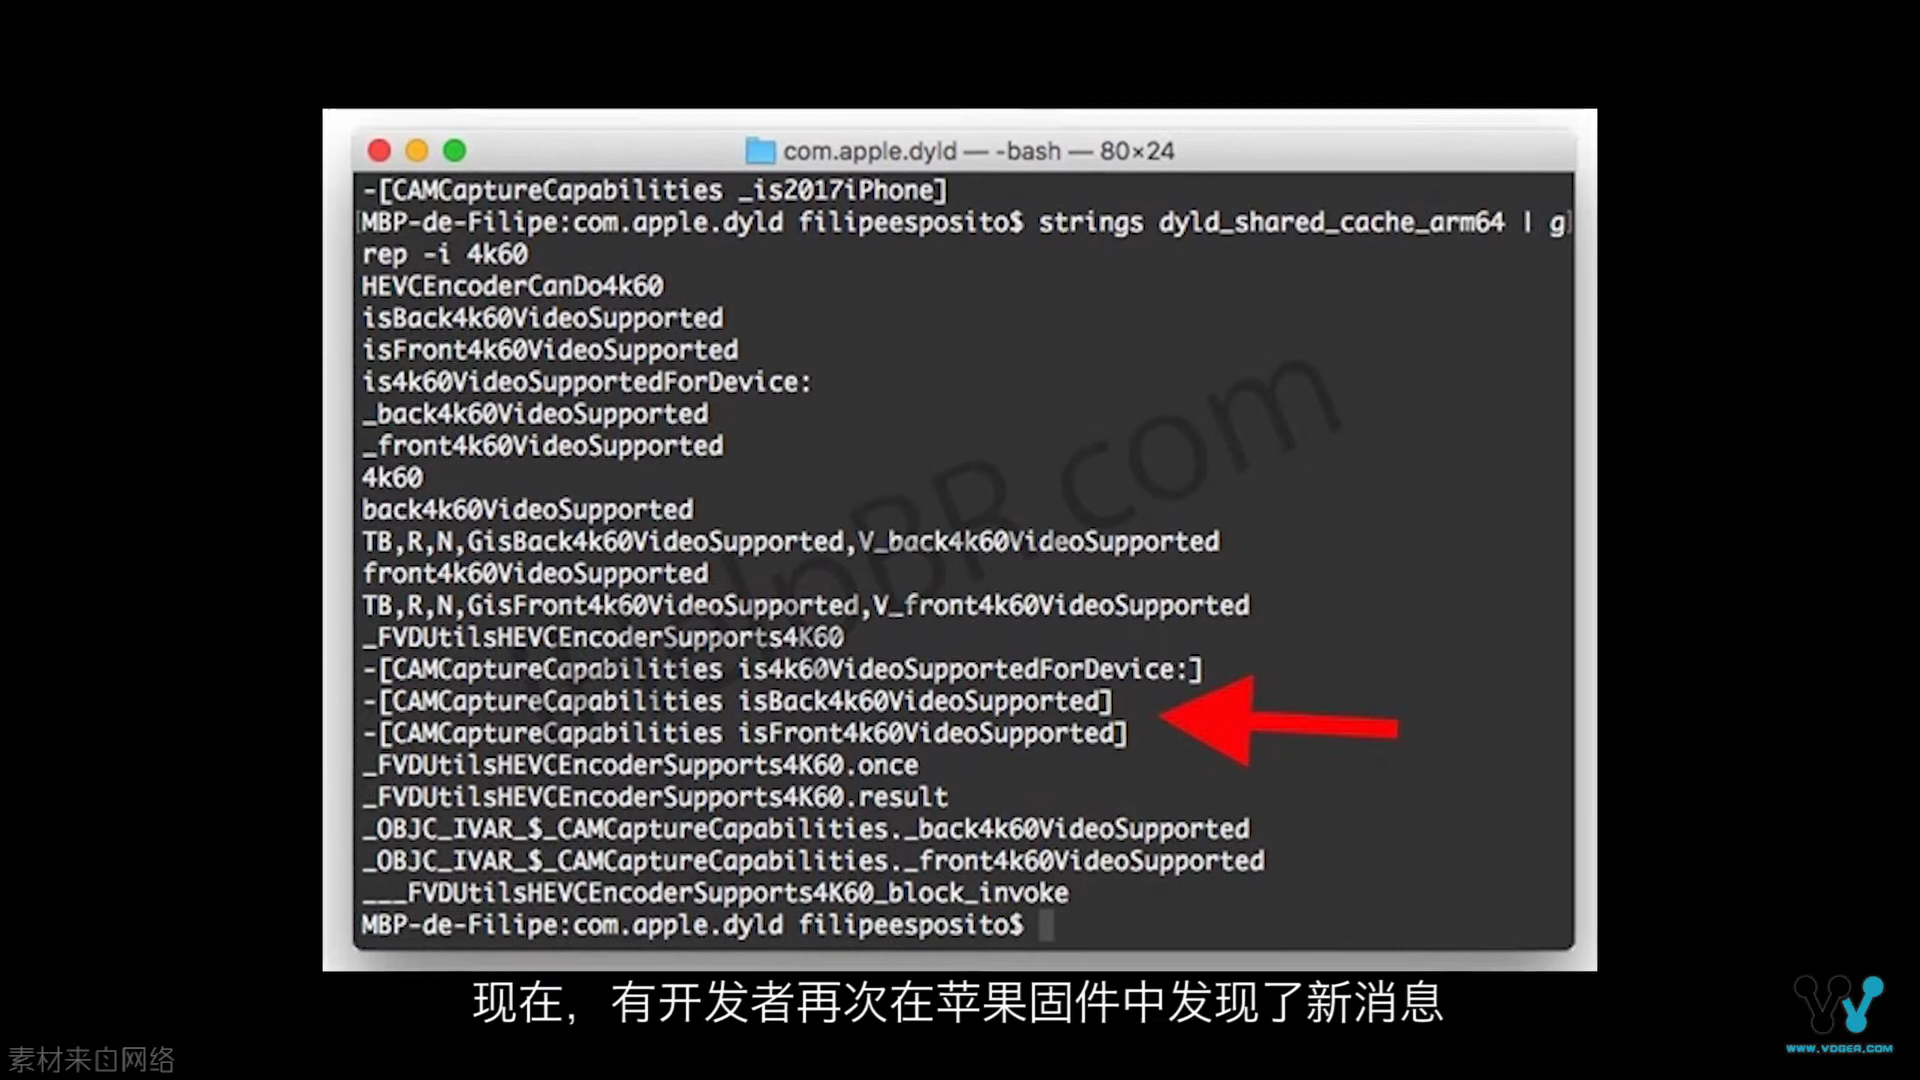 com.apple.dyld — -bash — 80×24
-[CAMCaptureCapabilities _is2017iPhone]
MBP-de-Filipe:com.apple.dyld filipeesposito$ strings dyld_shared_cache_arm64 | g
rep -i 4k60
HEVCEncoderCanDo4k60
isBack4k60VideoSupported
isFront4k60VideoSupported
is4k60VideoSupportedForDevice:
_back4k60VideoSupported
_front4k60VideoSupported
4k60
back4k60VideoSupported
TB,R,N,GisBack4k60VideoSupported,V_back4k60VideoSupported
front4k60VideoSupported
TB,R,N,GisFront4k60VideoSupported,V_front4k60VideoSupported
_FVDUtilsHEVCEncoderSupports4K60
-[CAMCaptureCapabilities is4k60VideoSupportedForDevice:]
-[CAMCaptureCapabilities isBack4k60VideoSupported]
-[CAMCaptureCapabilities isFront4k60VideoSupported]
_FVDUtilsHEVCEncoderSupports4K60.once
_FVDUtilsHEVCEncoderSupports4K60.result
_OBJC_IVAR_$_CAMCaptureCapabilities._back4k60VideoSupported
_OBJC_IVAR_$_CAMCaptureCapabilities._front4k60VideoSupported
___FVDUtilsHEVCEncoderSupports4K60_block_invoke
MBP-de-Filipe:com.apple.dyld filipeesposito$
现在，有开发者再次在苹果固件中发现了新消息
素材来自网络
WWW.VDGER.COM